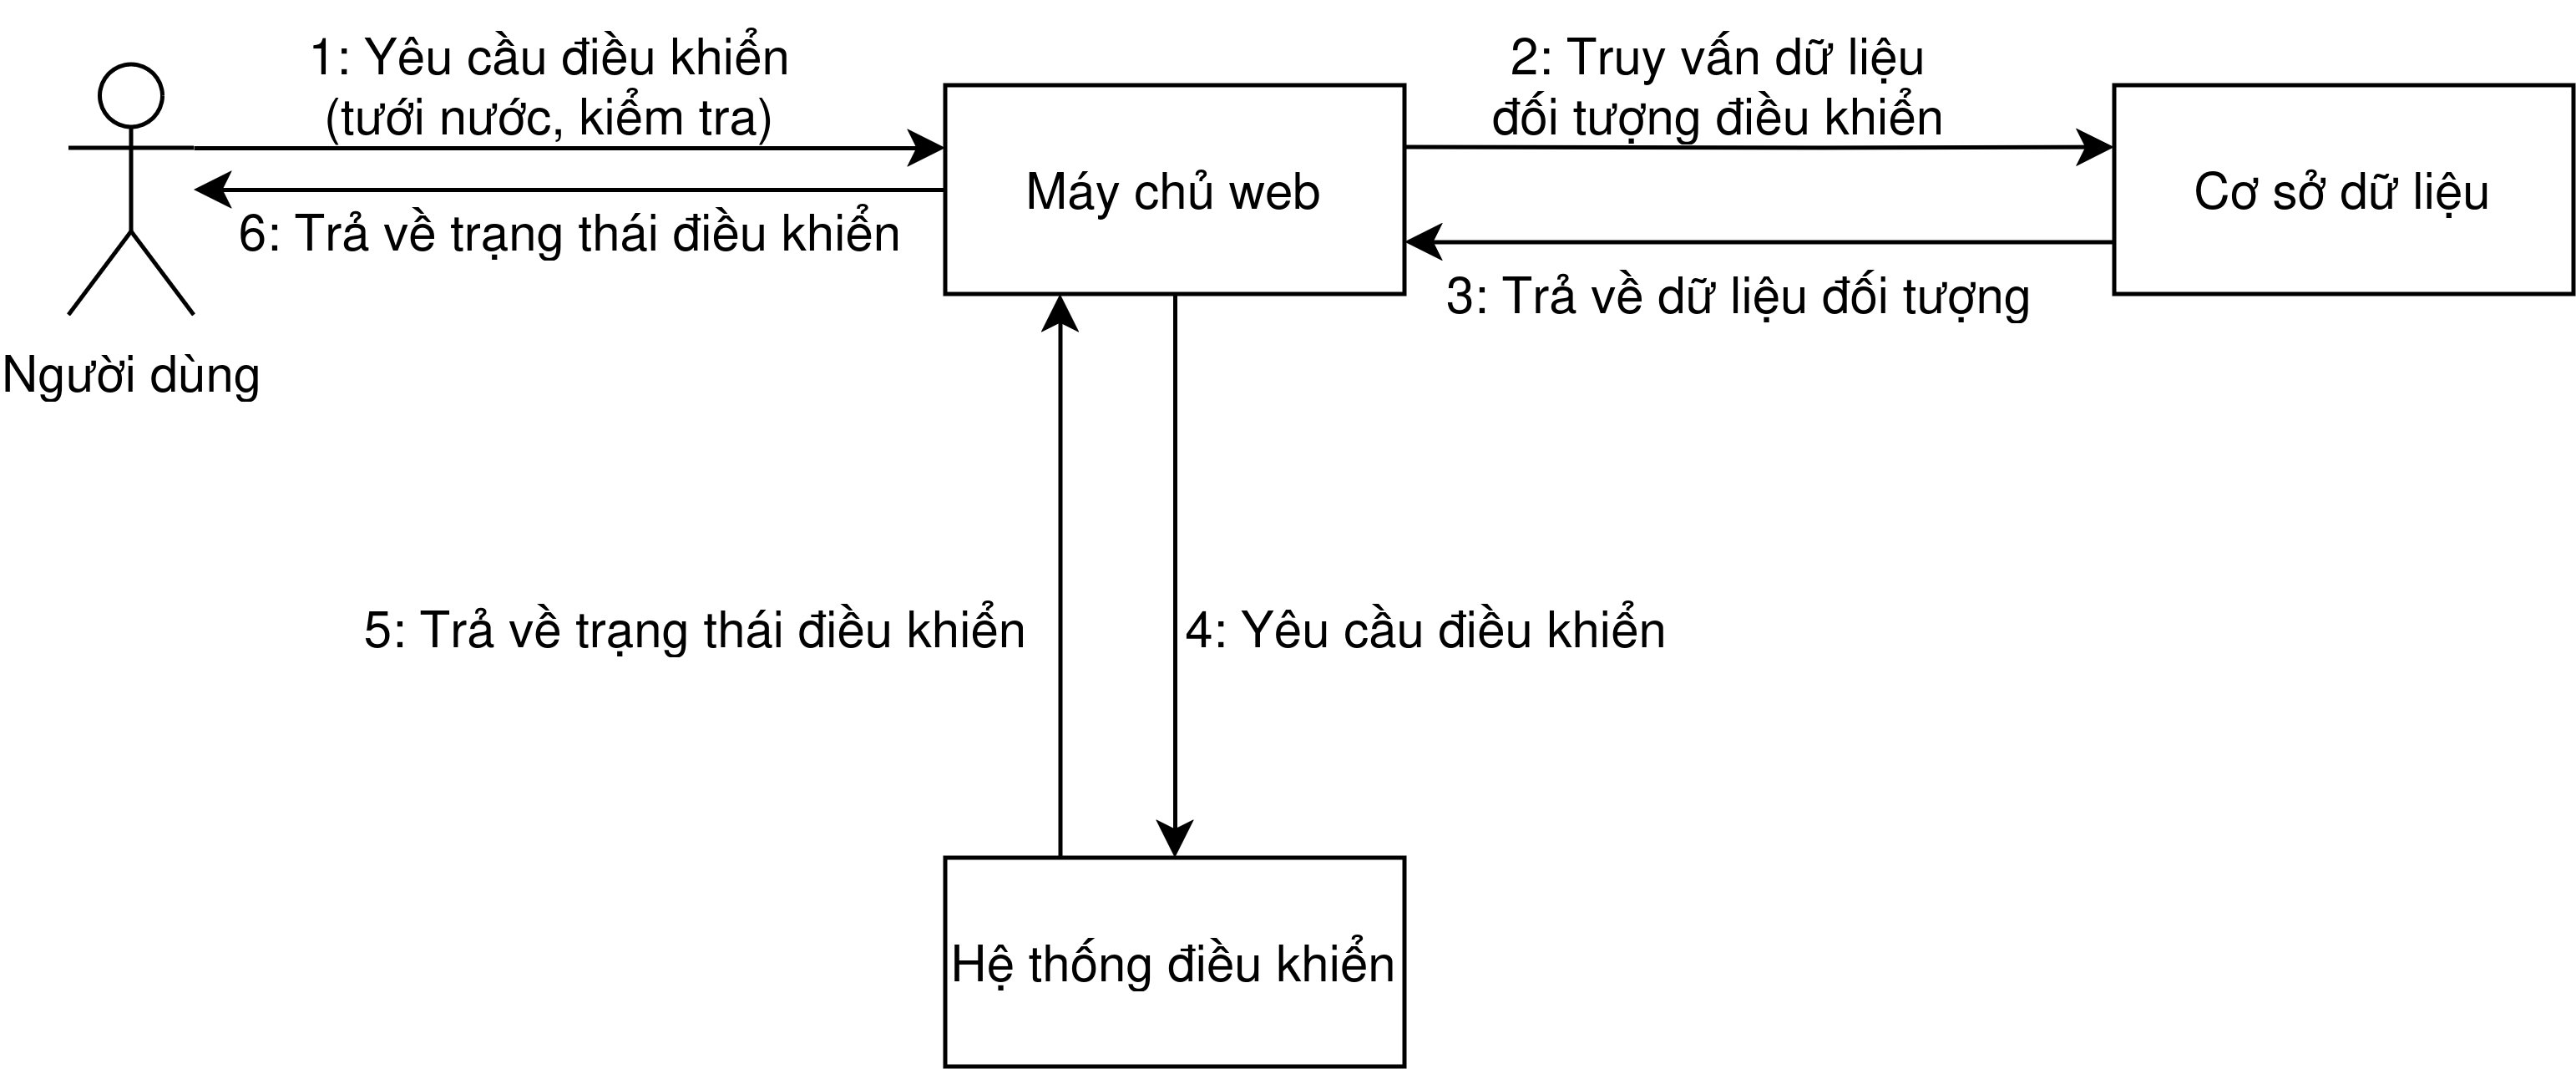 1: Yêu cầu điều khiển
(tưới nước, kiểm tra)
2: Truy vấn dữ liệu
đối tượng điều khiển
Máy chủ web
Cơ sở dữ liệu
6: Trả về trạng thái điều khiển
3: Trả về dữ liệu đối tượng
Người dùng
5: Trả về trạng thái điều khiển
4: Yêu cầu điều khiển
Hệ thống điều khiển